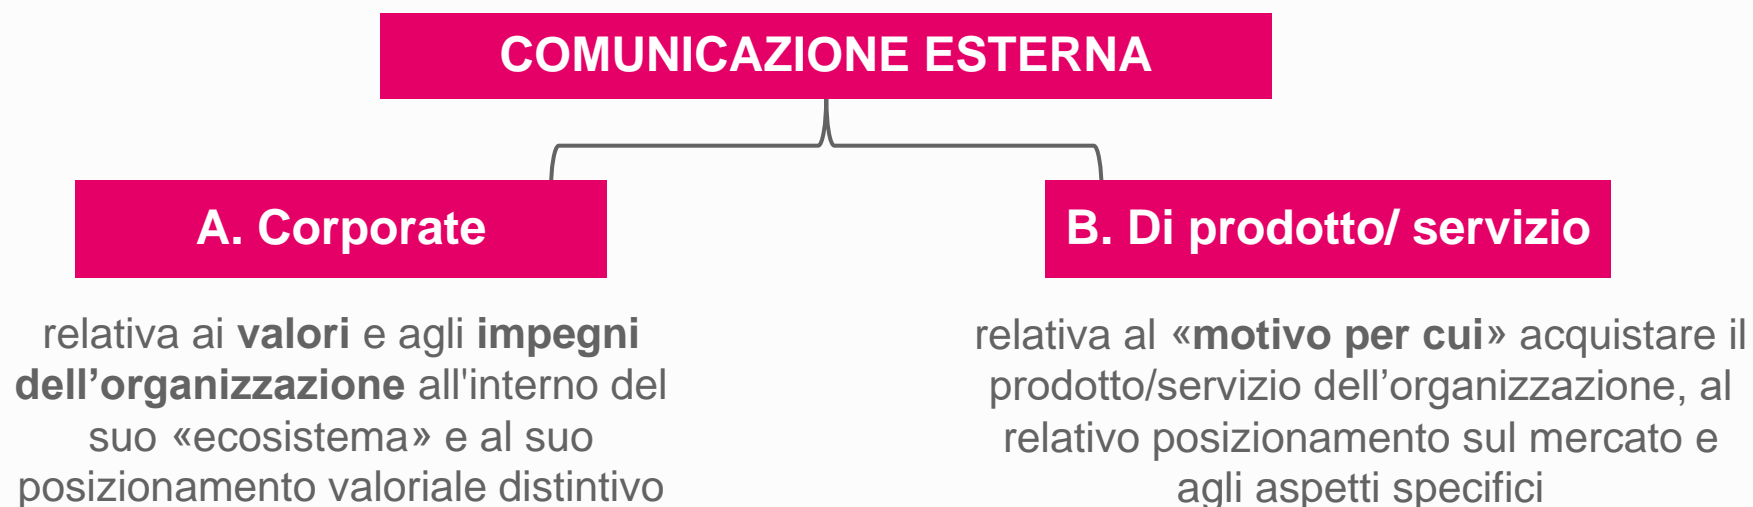 COMUNICAZIONE ESTERNA
A. Corporate
relativa ai valori e agli impegni
dell’organizzazione all'interno del
suo «ecosistema» e al suo
posizionamento valoriale distintivo
B. Di prodotto/ servizio
relativa al «motivo per cui» acquistare il
prodotto/servizio dell’organizzazione, al
relativo posizionamento sul mercato e
agli aspetti specifici